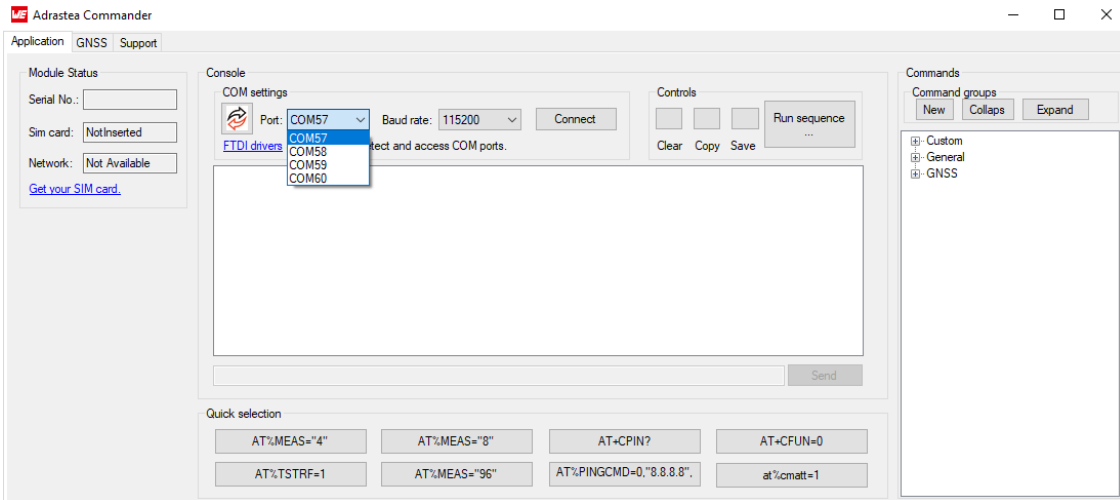 WE Adrastea Commander
Application GNSS Support
Module Status
Serial No.:
Sim card: NotInserted
Network: Not Available
Get your SIM card.
Console
COM settings
Port: COM57 Baud rate: 115200 Connect
COM57
COM58
COM59
COM60
FTDI drivers and access COM ports.
Controls
Clear Copy Save
Run sequence
...
Send
Quick selection
AT%MEAS="4" AT%MEAS="8" AT+CPIN? AT+CFUN=0
AT%TSTRF=1 AT%MEAS="96" AT%PINGCMD=0,"8.8.8.8", at%cmatt=1
Commands
Command groups
New Collaps Expand
Custom
General
GNSS